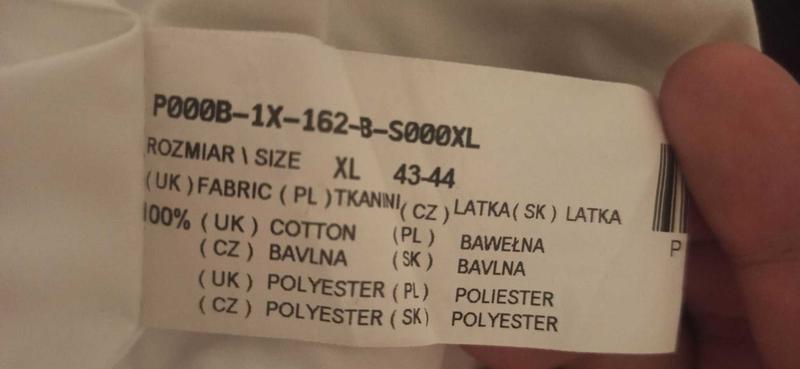 P000B-1X-162-B-S000XL
ROZMIAR \ SIZE XL 43-44
(UK) FABRIC (PL) TKANINI (CZ) LATKA (SK) LATKA
100% (UK) COTTON (PL) BAWEŁNA
(CZ) BAVLNA (SK) BAVLNA
(UK) POLYESTER (PL) POLIESTER
(CZ) POLYESTER (SK) POLYESTER
P